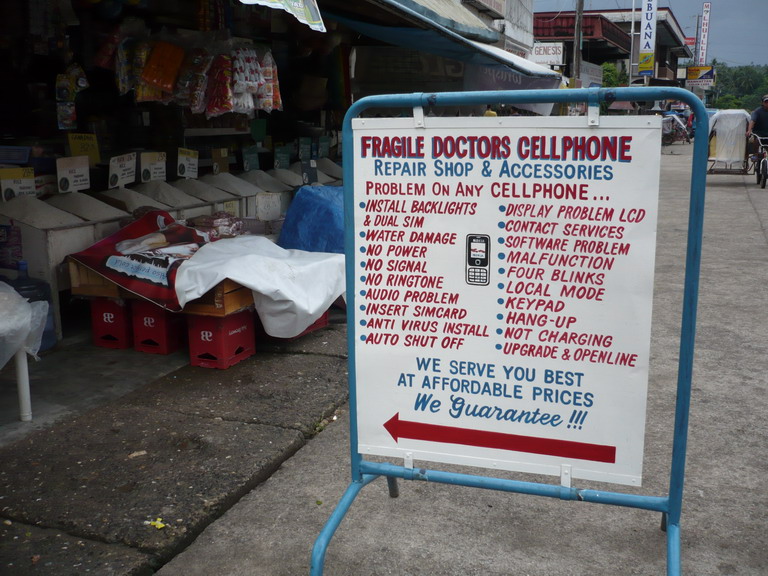 FRAGILE DOCTORS CELLPHONE
REPAIR SHOP & ACCESSORIES
PROBLEM ON ANY CELLPHONE...
•INSTALL BACKLIGHTS
& DUAL SIM
•WATER DAMAGE
•NO POWER
•NO SIGNAL
•NO RINGTONE
•AUDIO PROBLEM
•INSERT SIMCARD
•ANTI VIRUS INSTALL
•AUTO SHUT OFF
•DISPLAY PROBLEM LCD
•CONTACT SERVICES
•SOFTWARE PROBLEM
•MALFUNCTION
•FOUR BLINKS
•LOCAL MODE
•KEYPAD
•HANG-UP
•NOT CHARGING
•UPGRADE & OPENLINE
WE SERVE YOU BEST
AT AFFORDABLE PRICES
We Guarantee!!!
GENESIS
BUANA